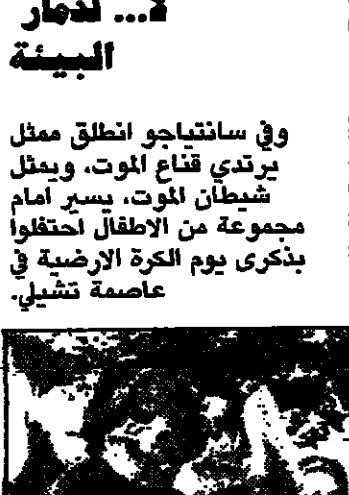 لا... لدمار
البيئة
وفي سانتياجو انطلق ممثل
يرتدي قناع الموت، ويمثل
شيطان الموت، يسير امام
مجموعة من الاطفال احتفلوا
بذكرى يوم الكرة الارضية في
عاصمة تشيلي.